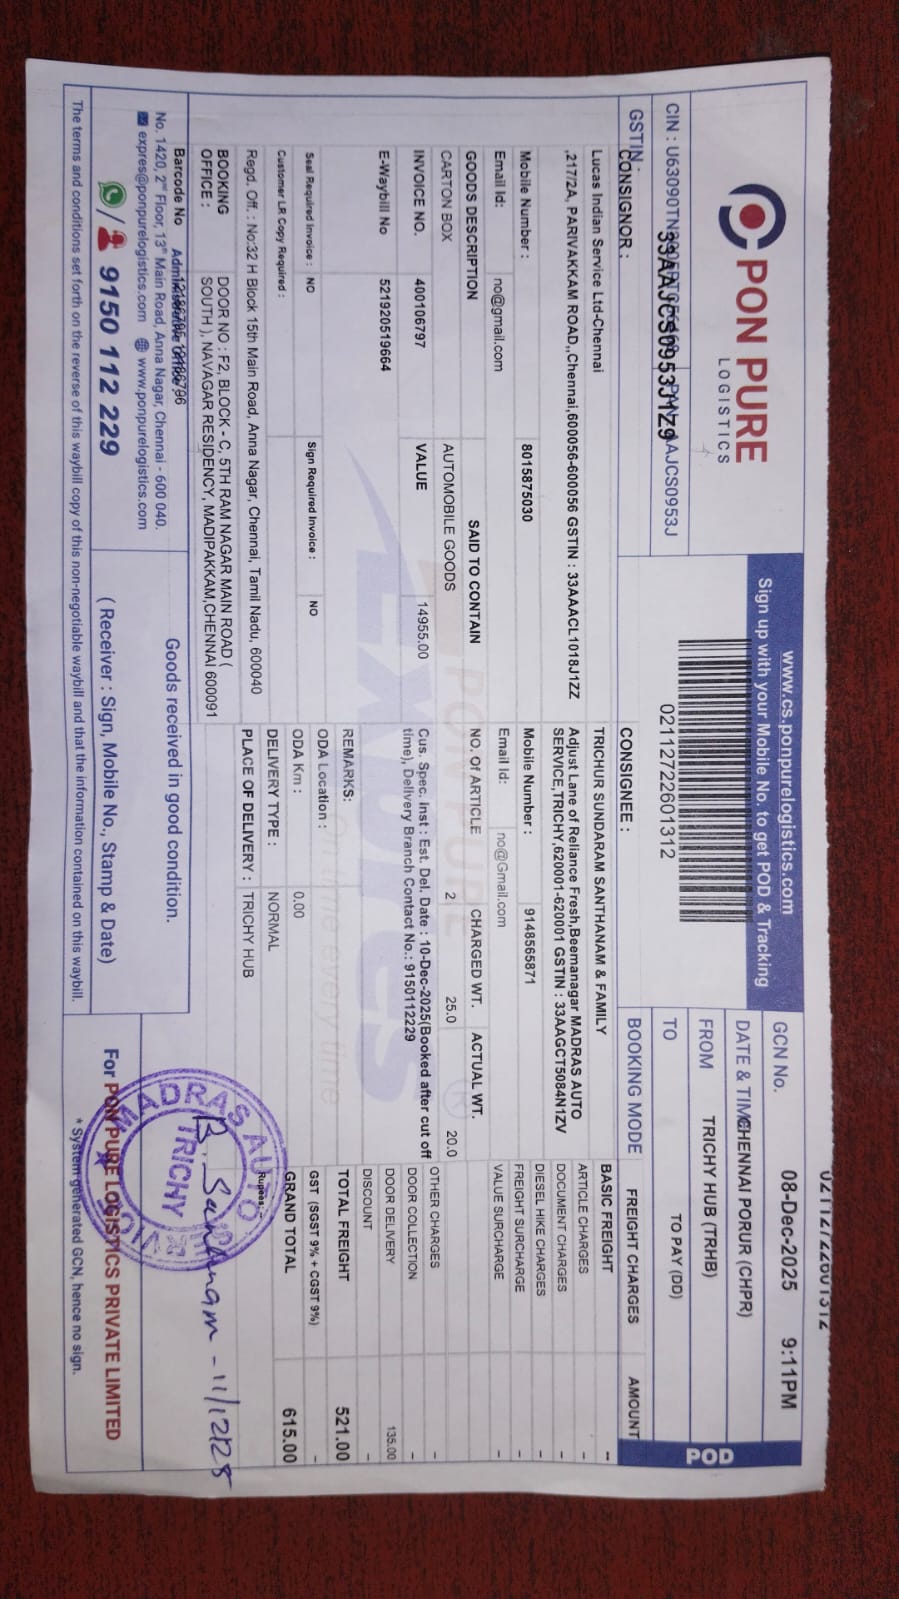 PON PURE
LOGISTICS
www.cs.ponpurelogistics.com
Sign up with your Mobile No. to get POD & Tracking
02112722601312
GCN No.
02112722601312
08-Dec-2025 9:11PM
DATE & TIME
CHENNAI PORUR (CHPR)
FROM TRICHY HUB (TRHB)
TO
TO PAY (DD)
POD
GSTIN : 33AAJCS0953J1Z9
CONSIGNOR :
Lucas Indian Service Ltd-Chennai
,217/2A, PARIVAKKAM ROAD,,Chennai,600056-600056 GSTIN : 33AAACL1018J1ZZ
Mobile Number : 8015875030
Email Id: no@gmail.com
CONSIGNEE :
TRICHUR SUNDARAM SANTHANAM & FAMILY
Adjust Lane of Reliance Fresh,Beemanagar MADRAS AUTO
SERVICE,TRICHY,620001-620001 GSTIN : 33AAGCT5084N1ZV
Mobile Number : 9148565871
Email Id: no@Gmail.com
GOODS DESCRIPTION SAID TO CONTAIN NO. Of ARTICLE CHARGED WT. ACTUAL WT.
CARTON BOX AUTOMOBILE GOODS 2 25.0 20.0
INVOICE NO. 400106797 VALUE 14955.00
Cus. Spec. inst : Est. Del. Date : 10-Dec-2025(Booked after cut off
time), Delivery Branch Contact No.: 9150112229
E-Waybill No 521920519664
REMARKS:
ODA Location :
Seal Required Invoice : NO Sign Required Invoice : NO
ODA Km : 0.00
Customer LR Copy Required :
DELIVERY TYPE : NORMAL
Regd. Off. : No:32 H Block 15th Main Road, Anna Nagar, Chennai, Tamil Nadu, 600040
PLACE OF DELIVERY : TRICHY HUB
BOOKING
OFFICE :
DOOR NO : F2, BLOCK - C, 5TH RAM NAGAR MAIN ROAD (
SOUTH ), NAVAGAR RESIDENCY, MADIPAKKAM,CHENNAI 600091
BOOKING MODE FREIGHT CHARGES AMOUNT
BASIC FREIGHT -
ARTICLE CHARGES -
DOCUMENT CHARGES -
DIESEL HIKE CHARGES -
FREIGHT SURCHARGE -
VALUE SURCHARGE -
OTHER CHARGES -
DOOR COLLECTION -
DOOR DELIVERY 135.00
DISCOUNT -
TOTAL FREIGHT 521.00
GST (SGST 9% + CGST 9%) -
GRAND TOTAL 615.00
Rupees:-
Barcode No
No. 1420, 2nd Floor, 13th Main Road, Anna Nagar, Chennai - 600 040.
expres@ponpurelogistics.com www.ponpurelogistics.com
/ 9150 112 229
Goods received in good condition.
( Receiver : Sign, Mobile No., Stamp & Date)
MADRAS AUTO
TRICHY
B. Santhanam - 11/12/25
For PON PURE LOGISTICS PRIVATE LIMITED
* System generated GCN, hence no sign.
The terms and conditions set forth on the reverse of this waybill copy of this non-negotiable waybill and that the information contained on this waybill.